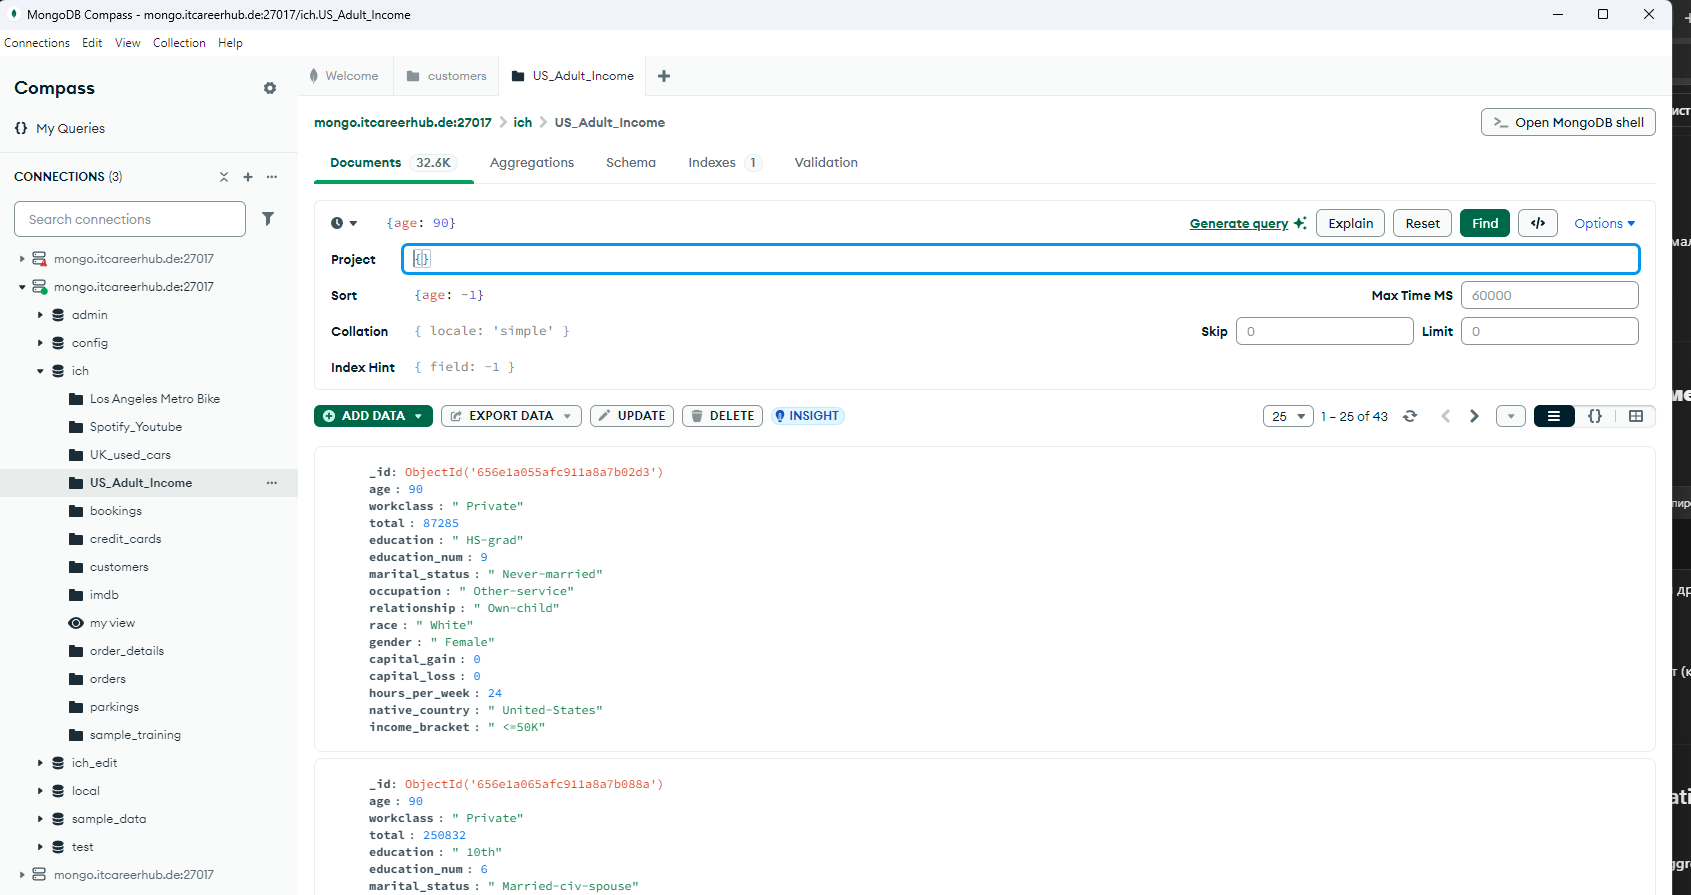 MongoDB Compass - mongo.itcareerhub.de:27017/ich.US_Adult_Income
Connections Edit View Collection Help
Compass
{} My Queries
CONNECTIONS (3)
Search connections
mongo.itcareerhub.de:27017
mongo.itcareerhub.de:27017
admin
config
ich
Los Angeles Metro Bike
Spotify_Youtube
UK_used_cars
US_Adult_Income
bookings
credit_cards
customers
imdb
my view
order_details
orders
parkings
sample_training
ich_edit
local
sample_data
test
mongo.itcareerhub.de:27017
Welcome customers US_Adult_Income
mongo.itcareerhub.de:27017 > ich > US_Adult_Income
>_ Open MongoDB shell
Documents 32.6K Aggregations Schema Indexes 1 Validation
{age: 90}
Generate query Explain Reset Find </> Options
Project {}
Sort {age: -1} Max Time MS 60000
Collation { locale: 'simple' } Skip 0 Limit 0
Index Hint { field: -1 }
ADD DATA EXPORT DATA UPDATE DELETE INSIGHT 25 1 – 25 of 43 {}
_id: ObjectId('656e1a055afc911a8a7b02d3')
age : 90
workclass : " Private"
total : 87285
education : " HS-grad"
education_num : 9
marital_status : " Never-married"
occupation : " Other-service"
relationship : " Own-child"
race : " White"
gender : " Female"
capital_gain : 0
capital_loss : 0
hours_per_week : 24
native_country : " United-States"
income_bracket : " <=50K"
_id: ObjectId('656e1a065afc911a8a7b088a')
age : 90
workclass : " Private"
total : 250832
education : " 10th"
education_num : 6
marital_status : " Married-civ-spouse"